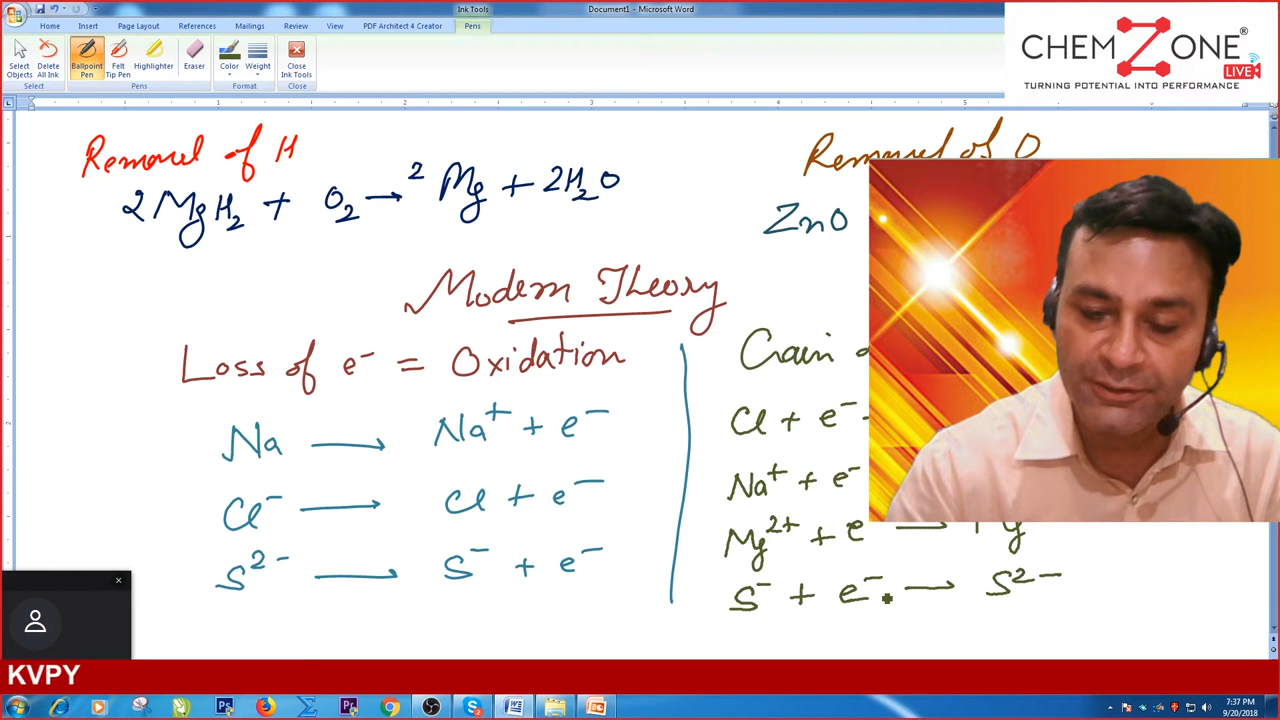 Ink Tools
Document1 - Microsoft Word
Home Insert Page Layout References Mailings Review View PDF Architect 4 Creator Pens
Select Objects
Delete All Ink
Ballpoint Pen
Felt Tip Pen
Highlighter
Eraser
Color
Weight
Close Ink Tools
Select Pens Format Close
CHEMZONE®
LIVE
TURNING POTENTIAL INTO PERFORMANCE
1 2 3 5
Removal of H
2MgH₂ + O₂ → 2Mg + 2H₂O
Removal of O
ZnO
Modern Theory
Loss of e⁻ = Oxidation
Na → Na⁺ + e⁻
Cl⁻ → Cl + e⁻
S²⁻ → S⁻ + e⁻
Gain
Cl + e⁻
Na⁺ + e⁻
Mg²⁺ + e →
S⁻ + e⁻ → S²⁻
KVPY
7:37 PM
9/20/2018